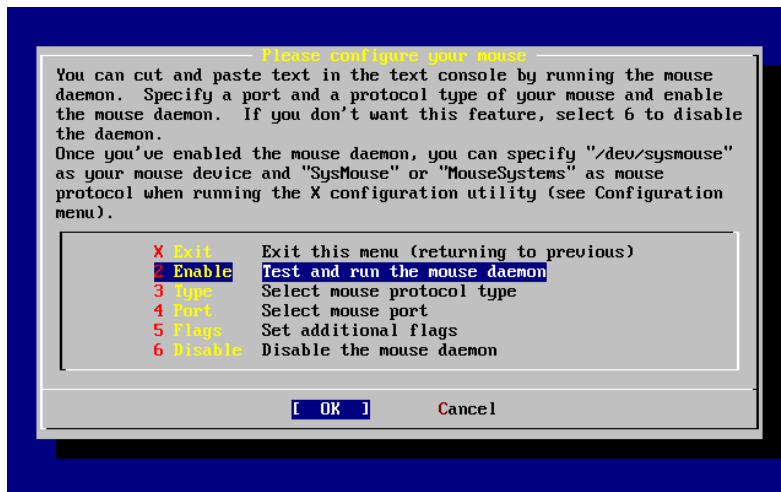 Please configure your mouse
You can cut and paste text in the text console by running the mouse
daemon.  Specify a port and a protocol type of your mouse and enable
the mouse daemon.  If you don't want this feature, select 6 to disable
the daemon.
Once you've enabled the mouse daemon, you can specify "/dev/sysmouse"
as your mouse device and "SysMouse" or "MouseSystems" as mouse
protocol when running the X configuration utility (see Configuration
menu).
X Exit Exit this menu (returning to previous)
2 Enable Test and run the mouse daemon
3 Type Select mouse protocol type
4 Port Select mouse port
5 Flags Set additional flags
6 Disable Disable the mouse daemon
[ OK ] Cancel